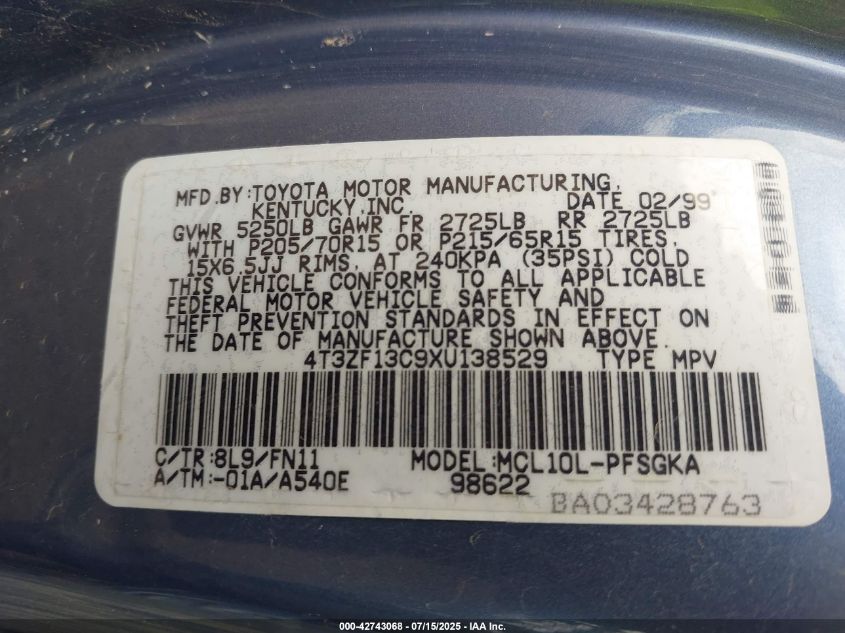 MFD.BY:TOYOTA MOTOR MANUFACTURING,
KENTUCKY,INC. DATE 02/99
GVWR 5250LB GAWR FR 2725LB RR 2725LB
WITH P205/70R15 OR P215/65R15 TIRES,
15X6.5JJ RIMS, AT 240KPA (35PSI) COLD
THIS VEHICLE CONFORMS TO ALL APPLICABLE
FEDERAL MOTOR VEHICLE SAFETY AND
THEFT PREVENTION STANDARDS IN EFFECT ON
THE DATE OF MANUFACTURE SHOWN ABOVE.
4T3ZF13C9XU138529 TYPE MPV
C/TR:8L9/FN11 MODEL:MCL10L-PFSGKA
A/TM:-01A/A540E 98622
BA03428763
000-42743068 - 07/15/2025 - IAA Inc.